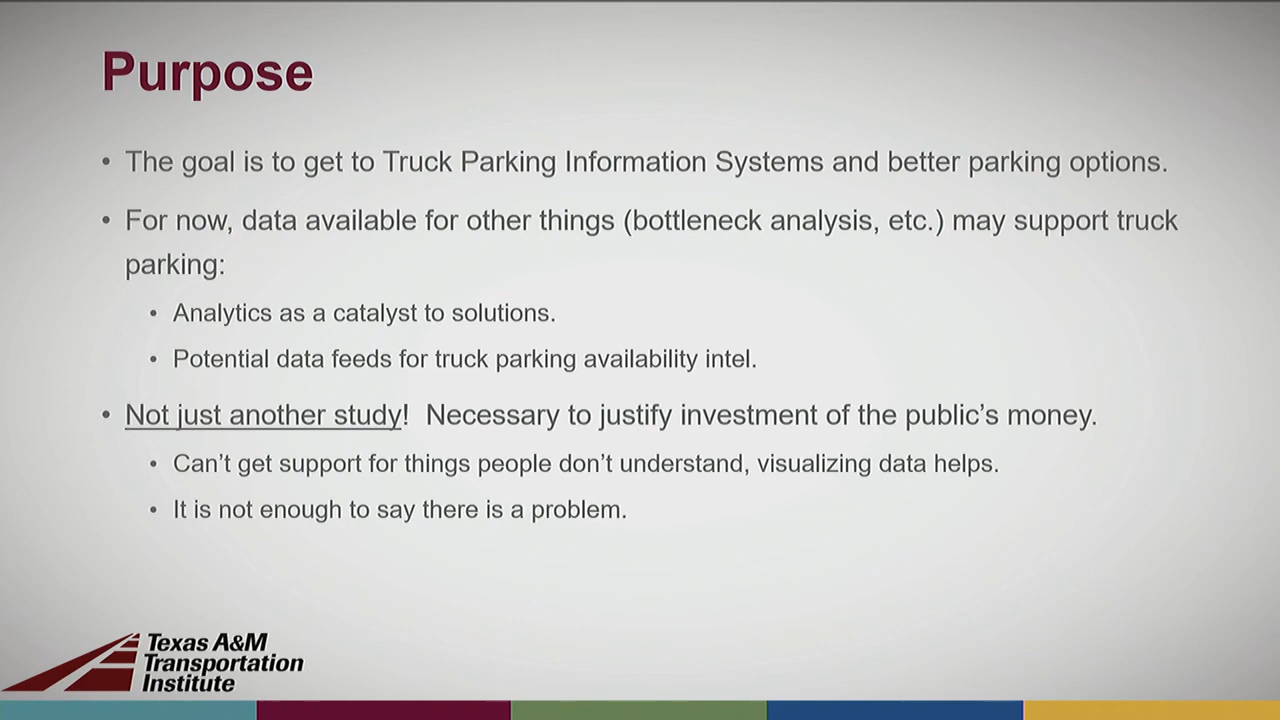 Purpose
• The goal is to get to Truck Parking Information Systems and better parking options.
• For now, data available for other things (bottleneck analysis, etc.) may support truck
parking:
• Analytics as a catalyst to solutions.
• Potential data feeds for truck parking availability intel.
• Not just another study!  Necessary to justify investment of the public’s money.
• Can’t get support for things people don’t understand, visualizing data helps.
• It is not enough to say there is a problem.
Texas A&M
Transportation
Institute